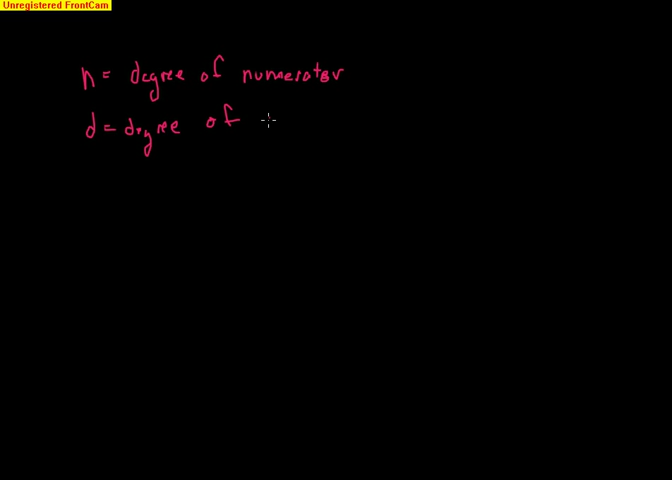 Unregistered FrontCam
n = degree of numerator
d = degree of